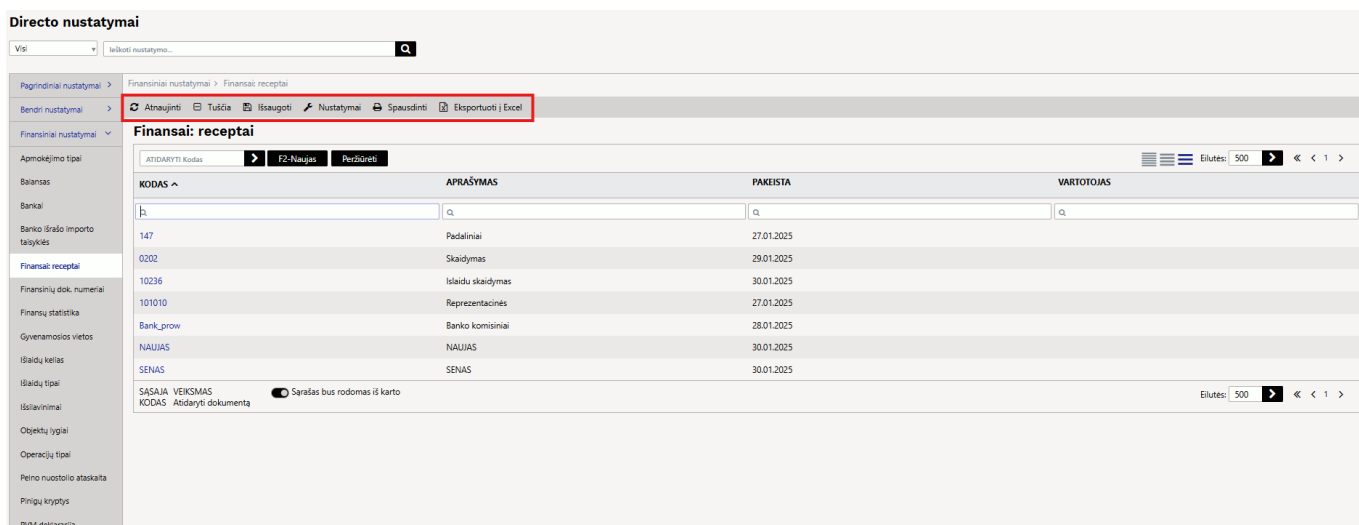 Directo nustatymai
Visi Ieškoti nustatymo...
Pagrindiniai nustatymai
Bendri nustatymai
Finansiniai nustatymai
Apmokėjimo tipai
Balansas
Bankai
Banko išrašo importo
taisyklės
Finansai: receptai
Finansinių dok. numeriai
Finansų statistika
Gyvenamosios vietos
Išlaidų kelias
Išlaidų tipai
Išsilavinimai
Objektų lygiai
Operacijų tipai
Pelno nuostolio ataskaita
Pinigų kryptys
PVM deklaracija
Finansiniai nustatymai > Finansai: receptai
Atnaujinti Tuščia Išsaugoti Nustatymai Spausdinti Eksportuoti į Excel
Finansai: receptai
ATIDARYTI Kodas F2-Naujas Peržiūrėti Eilutės: 500 1
KODAS APRAŠYMAS PAKEISTA VARTOTOJAS
147 Padaliniai 27.01.2025
0202 Skaidymas 29.01.2025
10236 Islaidu skaidymas 30.01.2025
101010 Reprezentacinės 27.01.2025
Bank_prow Banko komisiniai 28.01.2025
NAUJAS NAUJAS 30.01.2025
SENAS SENAS 30.01.2025
SĄSAJA VEIKSMAS Sąrašas bus rodomas iš karto
KODAS Atidaryti dokumentą Eilutės: 500 1